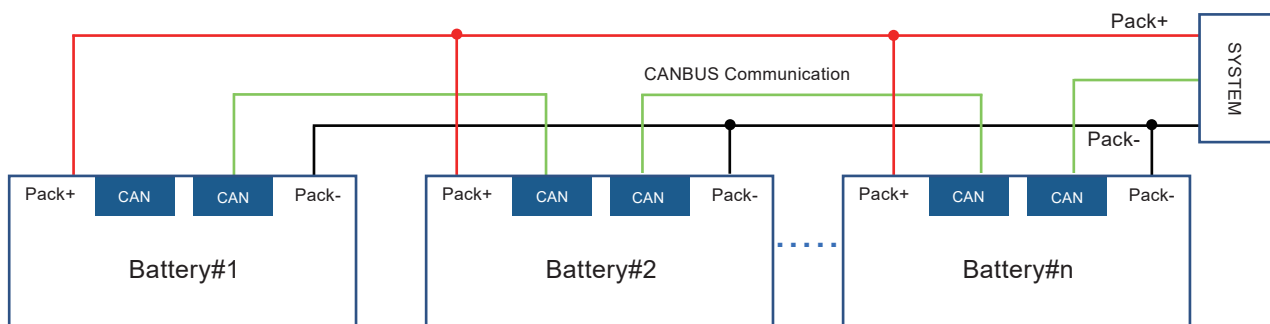 Pack+
SYSTEM
CANBUS Communication
Pack-
Pack+ CAN CAN Pack-
Pack+ CAN CAN Pack-
Pack+ CAN CAN Pack-
Battery#1
Battery#2
Battery#n